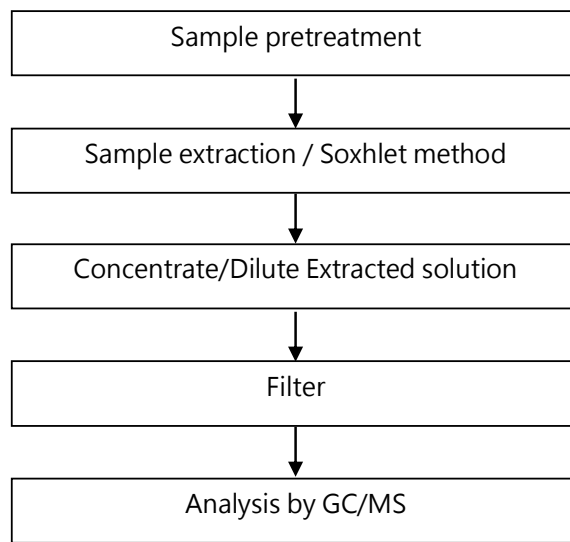 Sample pretreatment
Sample extraction / Soxhlet method
Concentrate/Dilute Extracted solution
Filter
Analysis by GC/MS